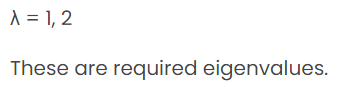 λ = 1, 2
These are required eigenvalues.